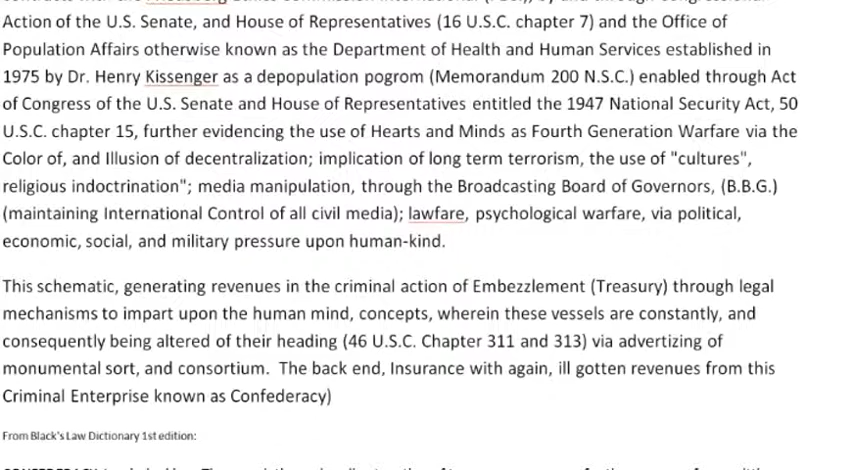 Action of the U.S. Senate, and House of Representatives (16 U.S.C. chapter 7) and the Office of
Population Affairs otherwise known as the Department of Health and Human Services established in
1975 by Dr. Henry Kissenger as a depopulation pogrom (Memorandum 200 N.S.C.) enabled through Act
of Congress of the U.S. Senate and House of Representatives entitled the 1947 National Security Act, 50
U.S.C. chapter 15, further evidencing the use of Hearts and Minds as Fourth Generation Warfare via the
Color of, and Illusion of decentralization; implication of long term terrorism, the use of "cultures",
religious indoctrination"; media manipulation, through the Broadcasting Board of Governors, (B.B.G.)
(maintaining International Control of all civil media); lawfare, psychological warfare, via political,
economic, social, and military pressure upon human-kind.
This schematic, generating revenues in the criminal action of Embezzlement (Treasury) through legal
mechanisms to impart upon the human mind, concepts, wherein these vessels are constantly, and
consequently being altered of their heading (46 U.S.C. Chapter 311 and 313) via advertizing of
monumental sort, and consortium. The back end, Insurance with again, ill gotten revenues from this
Criminal Enterprise known as Confederacy)
From Black's Law Dictionary 1st edition: